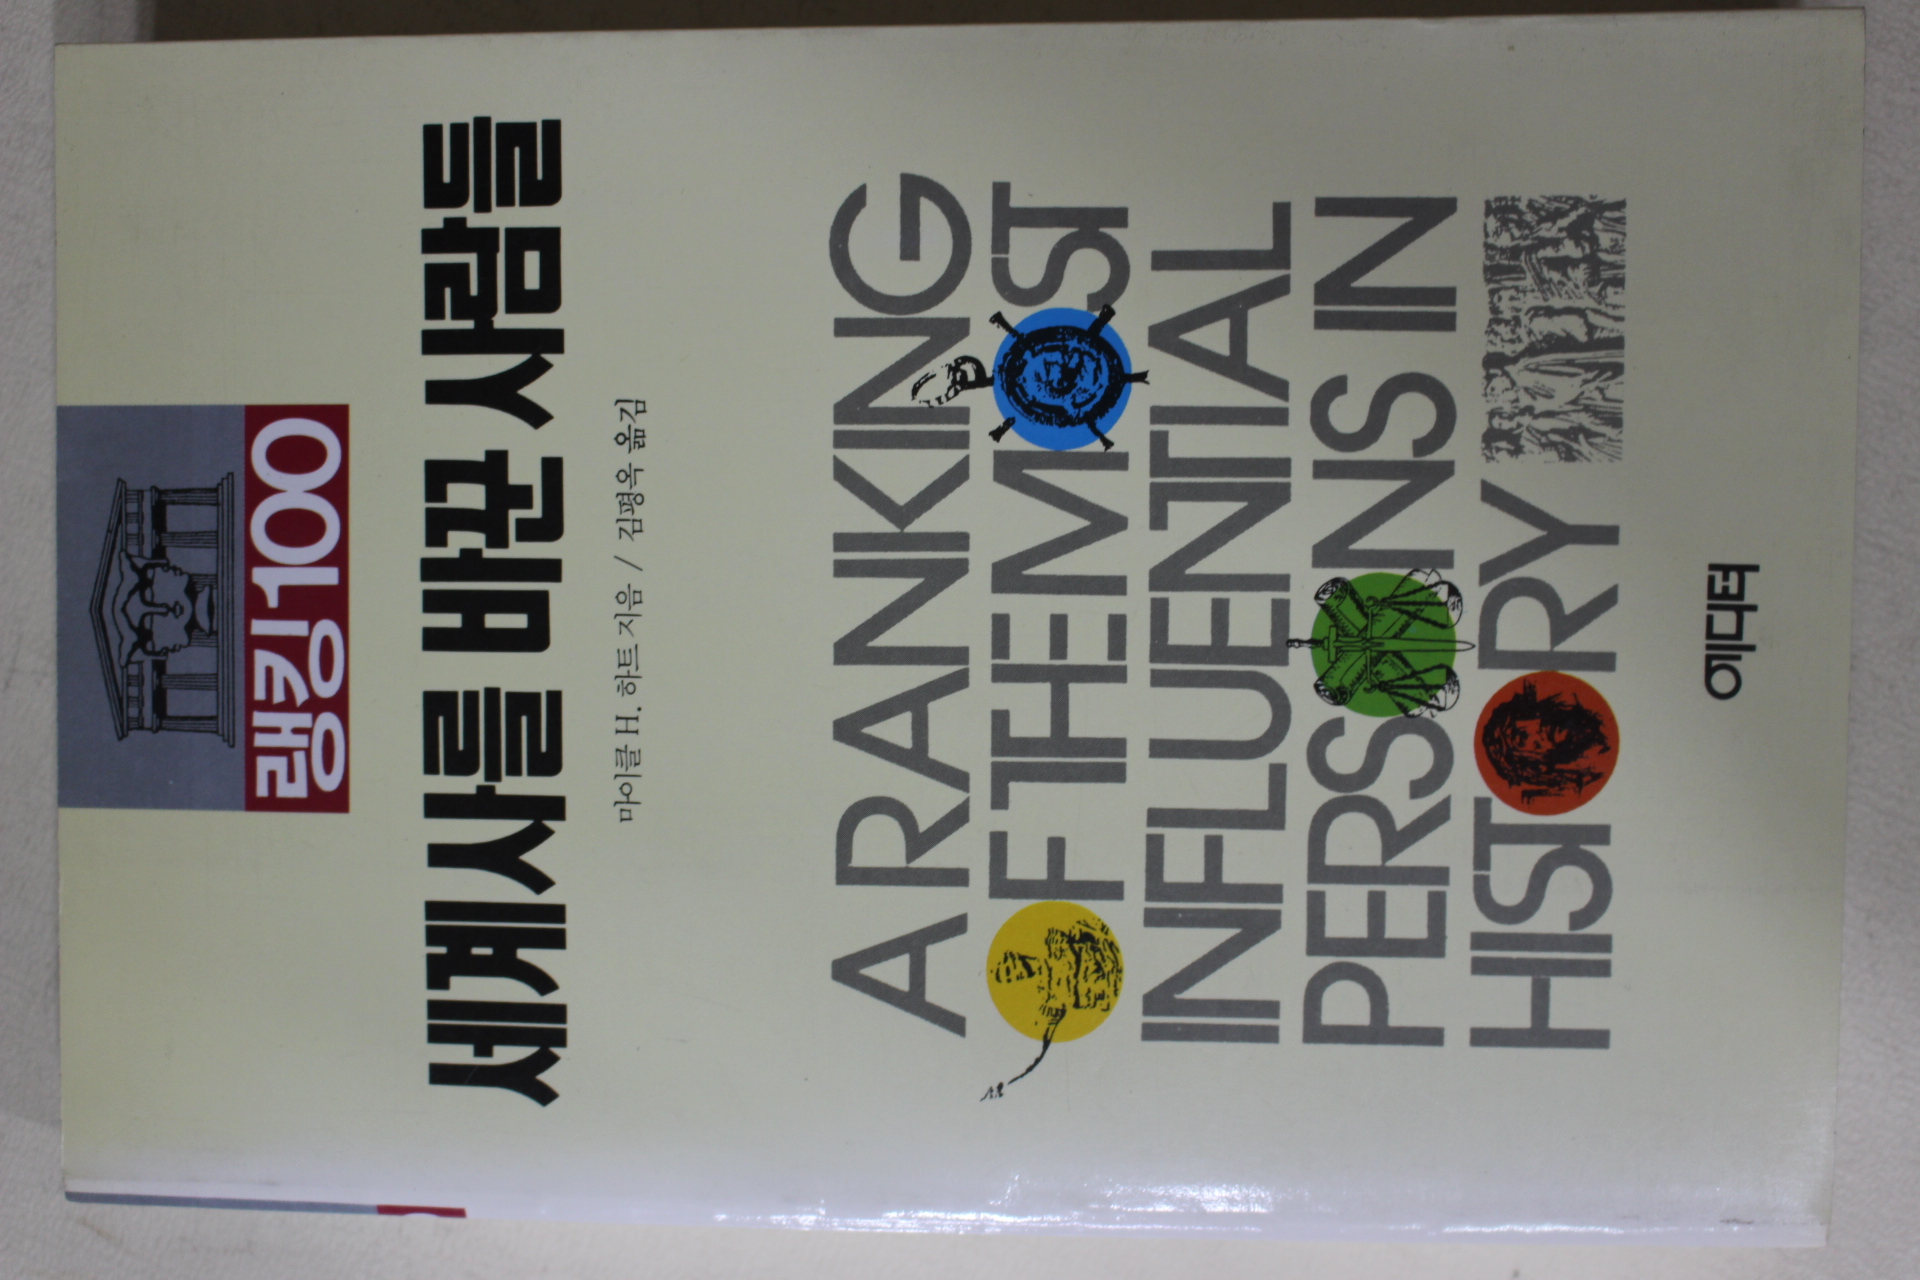 랭킹100
세계사를 바꾼 사람들
마이클 H. 하트 지음 / 김평옥 옮김
A RANKING
OF THE MOST
INFLUENTIAL
PERSONS IN
HISTORY
에디터